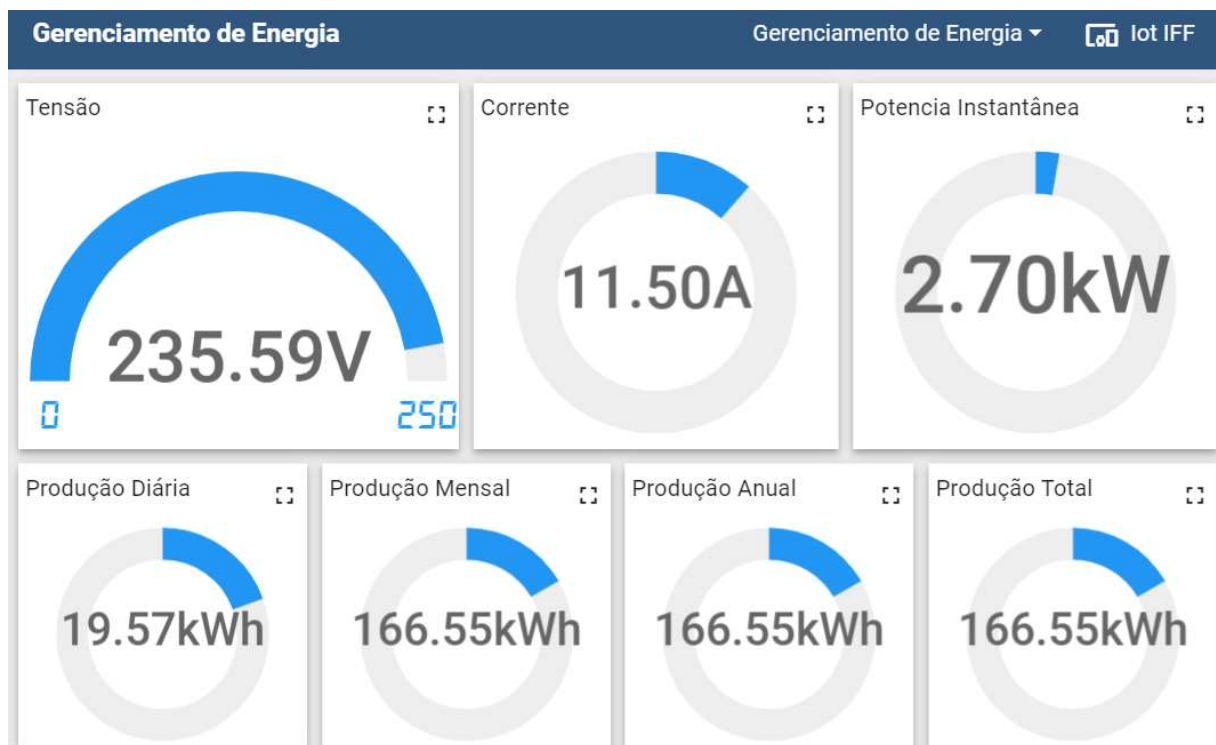 Gerenciamento de Energia
Gerenciamento de Energia
Iot IFF
Tensão
235.59V
0
250
Corrente
11.50A
Potencia Instantânea
2.70kW
Produção Diária
19.57kWh
Produção Mensal
166.55kWh
Produção Anual
166.55kWh
Produção Total
166.55kWh